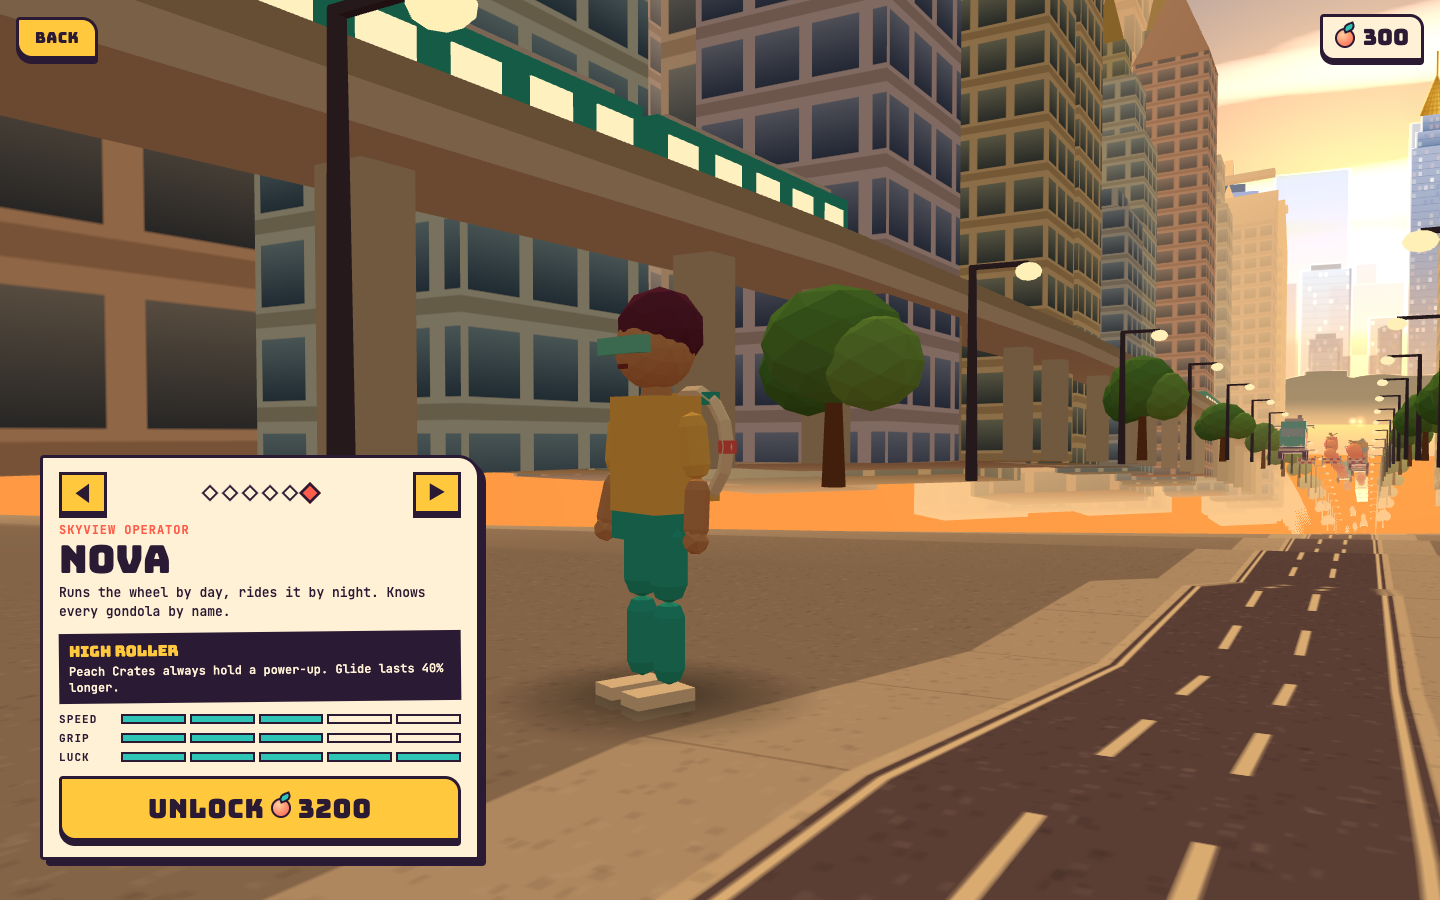 BACK
300
SKYVIEW OPERATOR
NOVA
Runs the wheel by day, rides it by night. Knows
every gondola by name.
HIGH ROLLER
Peach Crates always hold a power-up. Glide lasts 40%
longer.
SPEED
GRIP
LUCK
UNLOCK 3200